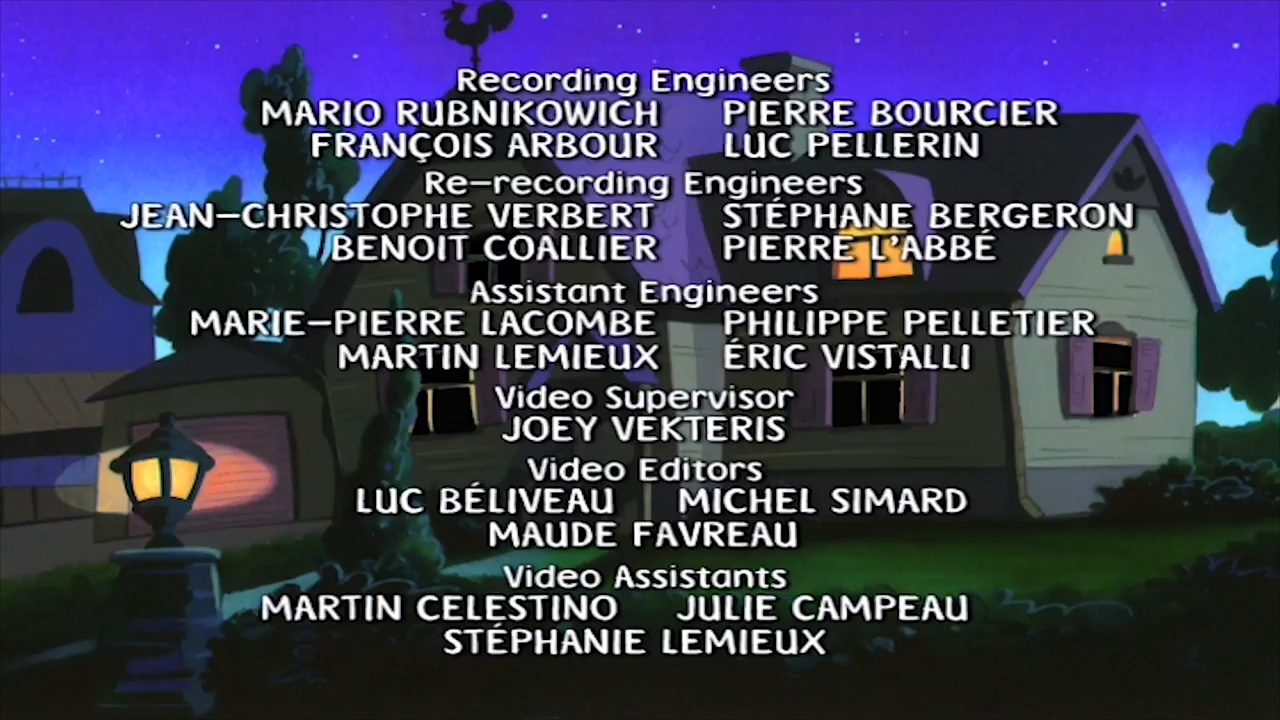 Recording Engineers
MARIO RUBNIKOWICH PIERRE BOURCIER
FRANÇOIS ARBOUR LUC PELLERIN
Re-recording Engineers
JEAN-CHRISTOPHE VERBERT STÉPHANE BERGERON
BENOIT COALLIER PIERRE L'ABBÉ
Assistant Engineers
MARIE-PIERRE LACOMBE PHILIPPE PELLETIER
MARTIN LEMIEUX ÉRIC VISTALLI
Video Supervisor
JOEY VEKTERIS
Video Editors
LUC BÉLIVEAU MICHEL SIMARD
MAUDE FAVREAU
Video Assistants
MARTIN CELESTINO JULIE CAMPEAU
STÉPHANIE LEMIEUX